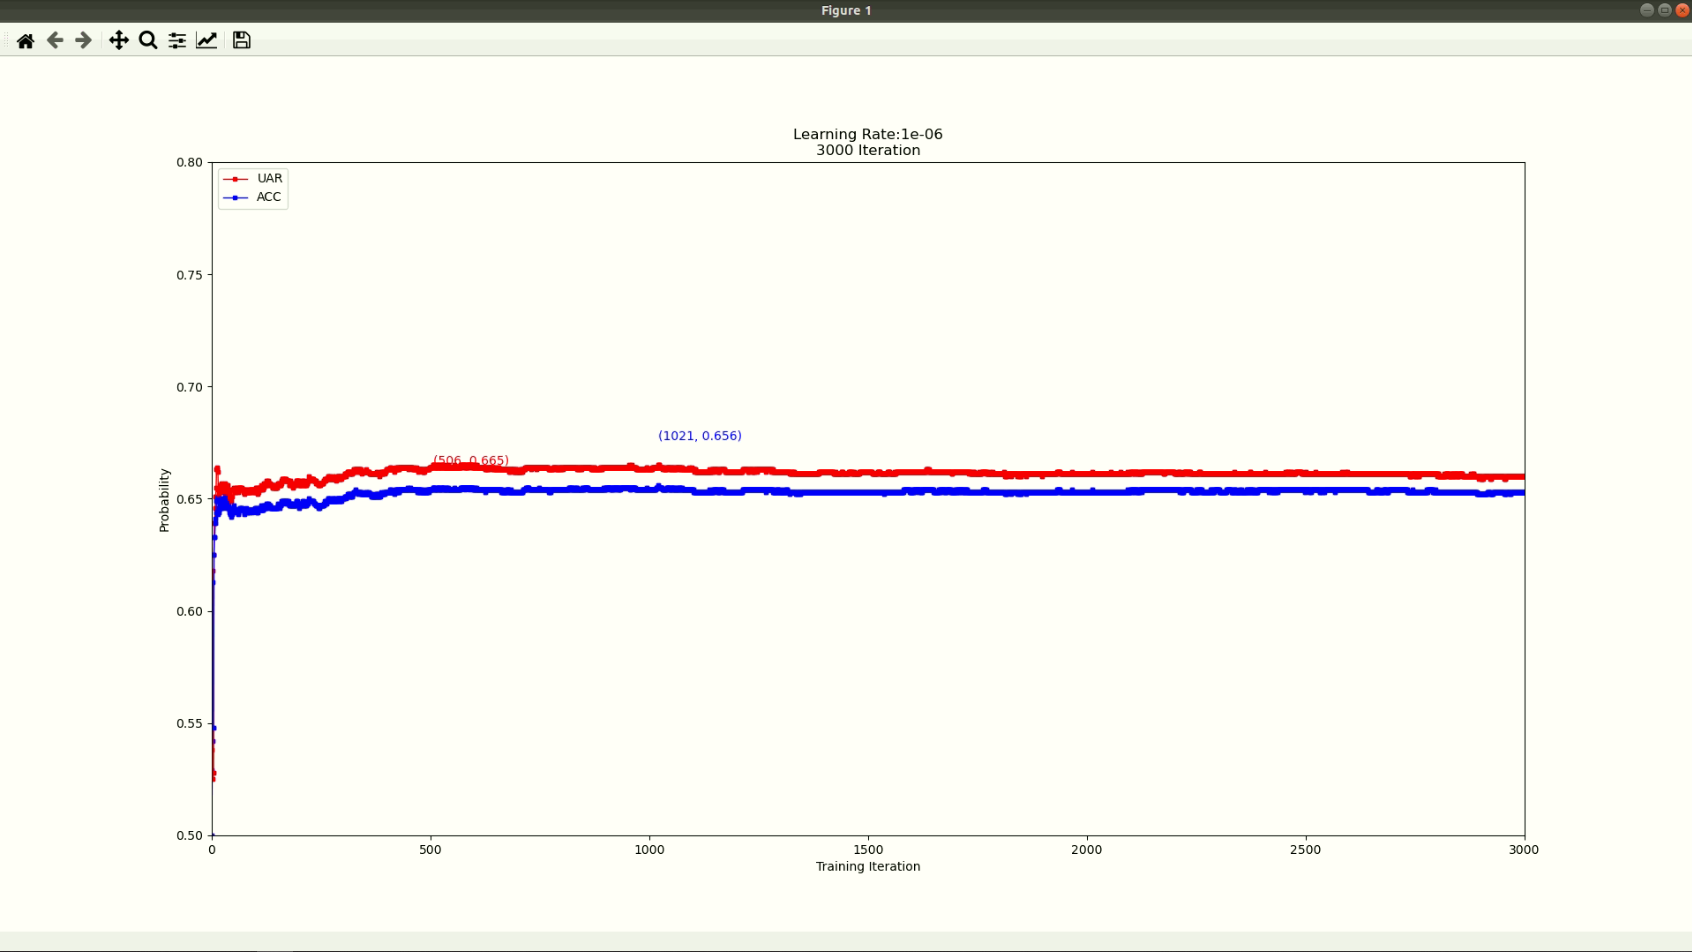 Figure 1
Learning Rate:1e-06
3000 Iteration
UAR
ACC
0.80
0.75
0.70
0.65
0.60
0.55
0.50
Probability
(506, 0.665)
(1021, 0.656)
0
500
1000
1500
2000
2500
3000
Training Iteration